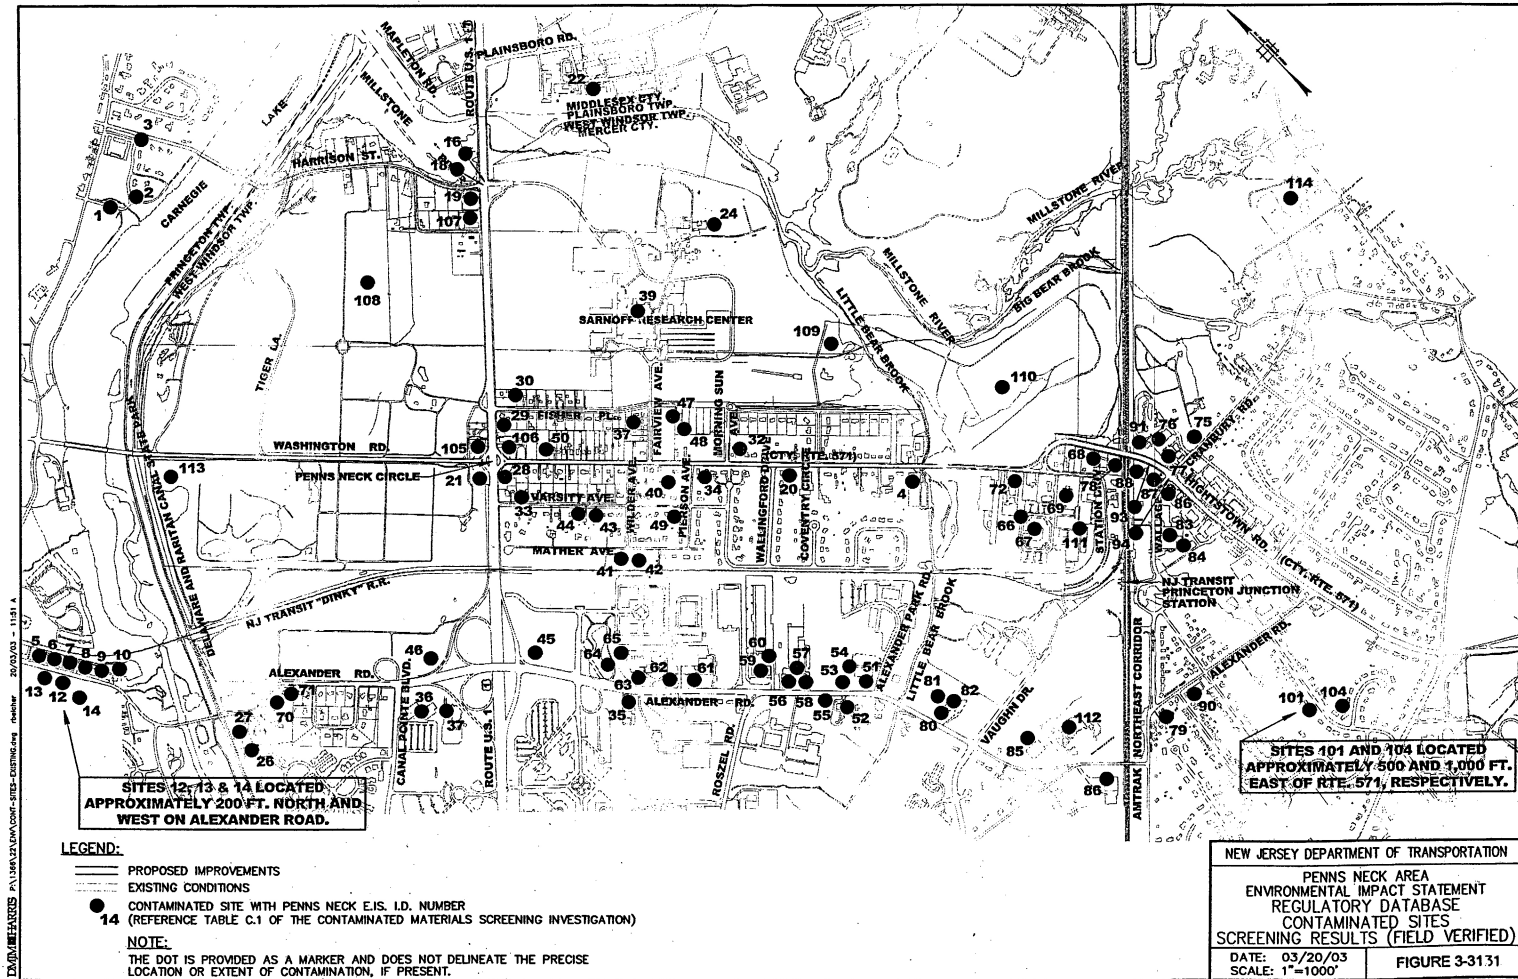 PLAINSBORO RD.
MAPLETON RD.
ROUTE U.S. 1
MILLSTONE
22
MIDDLESEX CTY.
PLAINSBORO TWP.
WEST WINDSOR TWP.
MERCER CTY.
LAKE
CARNEGIE
3
2
1
PRINCETON TWP.
WEST WINDSOR TWP.
HARRISON ST.
16
18
19
107
24
MILLSTONE RIVER
114
108
39
SARNOFF RESEARCH CENTER
MILLSTONE RIVER
BIG BEAR BROOK
LITTLE BEAR BROOK
109
110
TIGER LA.
30
29
FISHER PL.
37
FAIRVIEW AVE.
47
48
MORNING SUN
AVE.
32
WASHINGTON RD.
105
106
50
(CTY. RTE. 571)
PENNS NECK CIRCLE
21
28
33
VARSITY AVE.
44
43
WILDER AVE.
40
49
PIERSON AVE.
34
WALLINGFORD DR.
20
COVENTRY CIRCLE
4
72
66
67
69
78
111
68
STATION DR.
91
76
75
CRANBURY RD.
77
88
87
86
93
94
WALLACE
83
84
HIGHTSTOWN RD.
(CTY. RTE. 571)
MATHER AVE.
41
42
113
DELAWARE AND RARITAN CANAL STATE PARK
NJ TRANSIT "DINKY" R.R.
NJ TRANSIT
PRINCETON JUNCTION
STATION
5
6
7
8
9
10
13
12
14
46
45
65
64
ALEXANDER RD.
71
70
27
26
CANAL POINTE BLVD.
36
37
ROUTE U.S. 1
63
62
61
35
ALEXANDER RD.
ROSZEL RD.
60
59
57
56
58
53
54
51
55
52
ALEXANDER PARK RD.
LITTLE BEAR BROOK
81
82
80
VAUGHN DR.
85
112
86
AMTRAK NORTHEAST CORRIDOR
ALEXANDER RD.
90
79
101
104
SITES 12, 13 & 14 LOCATED
APPROXIMATELY 200 FT. NORTH AND
WEST ON ALEXANDER ROAD.
SITES 101 AND 104 LOCATED
APPROXIMATELY 500 AND 1,000 FT.
EAST OF RTE. 571, RESPECTIVELY.
LEGEND:
PROPOSED IMPROVEMENTS
EXISTING CONDITIONS
CONTAMINATED SITE WITH PENNS NECK E.I.S. I.D. NUMBER
14 (REFERENCE TABLE C.1 OF THE CONTAMINATED MATERIALS SCREENING INVESTIGATION)
NOTE:
THE DOT IS PROVIDED AS A MARKER AND DOES NOT DELINEATE THE PRECISE
LOCATION OR EXTENT OF CONTAMINATION, IF PRESENT.
NEW JERSEY DEPARTMENT OF TRANSPORTATION
PENNS NECK AREA
ENVIRONMENTAL IMPACT STATEMENT
REGULATORY DATABASE
CONTAMINATED SITES
SCREENING RESULTS (FIELD VERIFIED)
DATE: 03/20/03
SCALE: 1"=1000'
FIGURE 3-3131
DMJM HARRIS P:\1366\22\ENV\CONT-SITES-EXISTING.dwg rbelcher 20/03/03 - 11:51 A